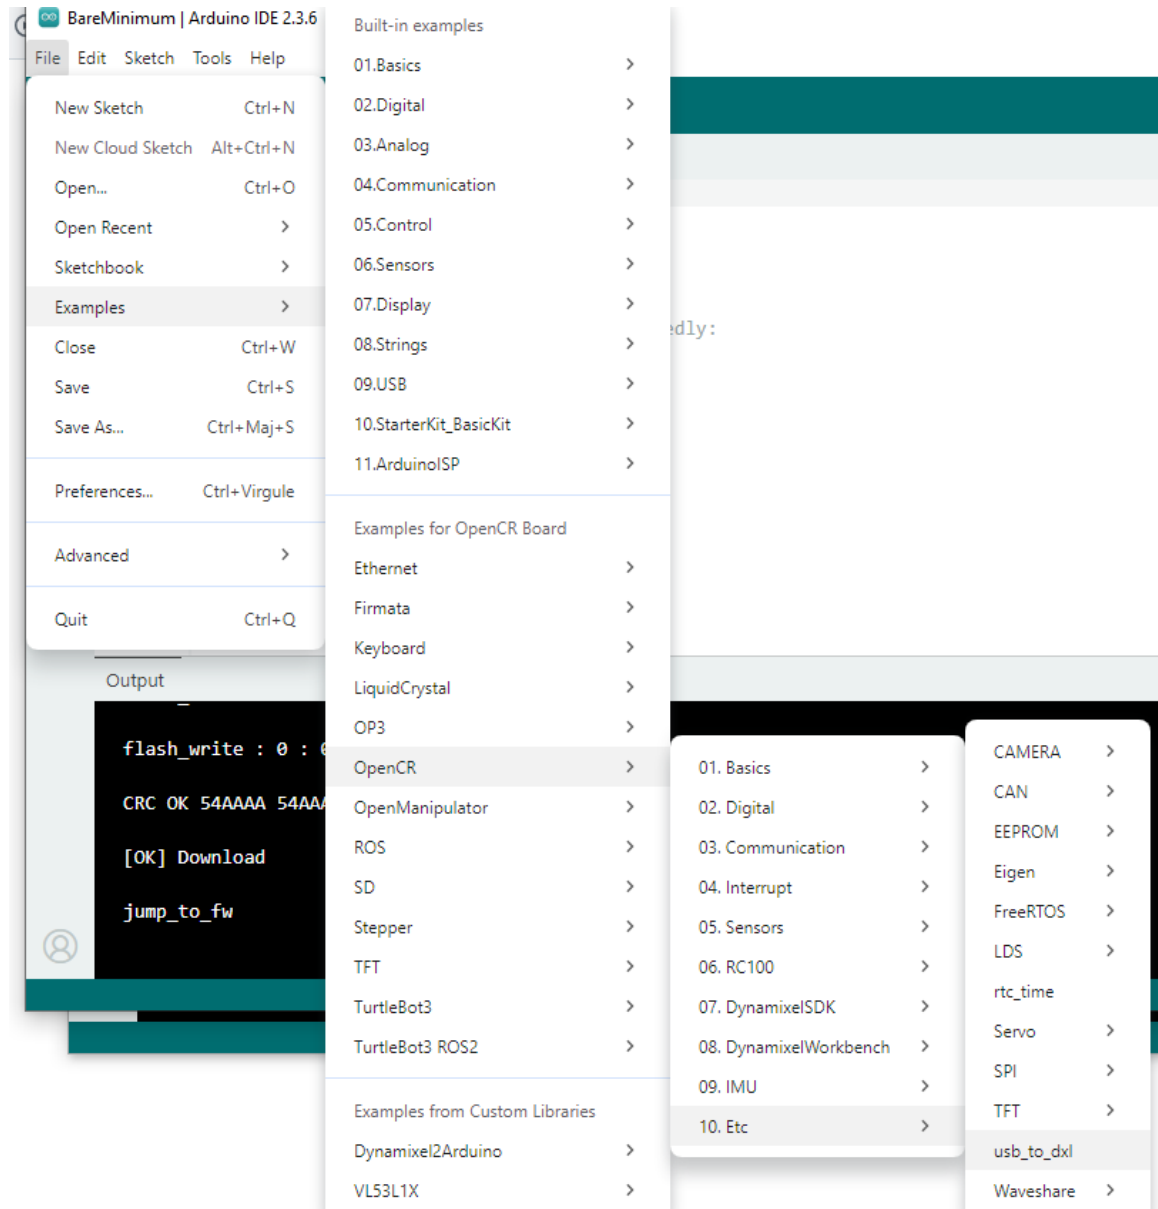 BareMinimum | Arduino IDE 2.3.6
File Edit Sketch Tools Help
New Sketch Ctrl+N
New Cloud Sketch Alt+Ctrl+N
Open... Ctrl+O
Open Recent
Sketchbook
Examples
Close Ctrl+W
Save Ctrl+S
Save As... Ctrl+Maj+S
Preferences... Ctrl+Virgule
Advanced
Quit Ctrl+Q
Built-in examples
01.Basics
02.Digital
03.Analog
04.Communication
05.Control
06.Sensors
07.Display
08.Strings
09.USB
10.StarterKit_BasicKit
11.ArduinoISP
Examples for OpenCR Board
Ethernet
Firmata
Keyboard
LiquidCrystal
OP3
OpenCR
OpenManipulator
ROS
SD
Stepper
TFT
TurtleBot3
TurtleBot3 ROS2
Examples from Custom Libraries
Dynamixel2Arduino
VL53L1X
01. Basics
02. Digital
03. Communication
04. Interrupt
05. Sensors
06. RC100
07. DynamixelSDK
08. DynamixelWorkbench
09. IMU
10. Etc
CAMERA
CAN
EEPROM
Eigen
FreeRTOS
LDS
rtc_time
Servo
SPI
TFT
usb_to_dxl
Waveshare
edly:
Output
flash_write : 0 : 
CRC OK 54AAAA 54AAA
[OK] Download
jump_to_fw